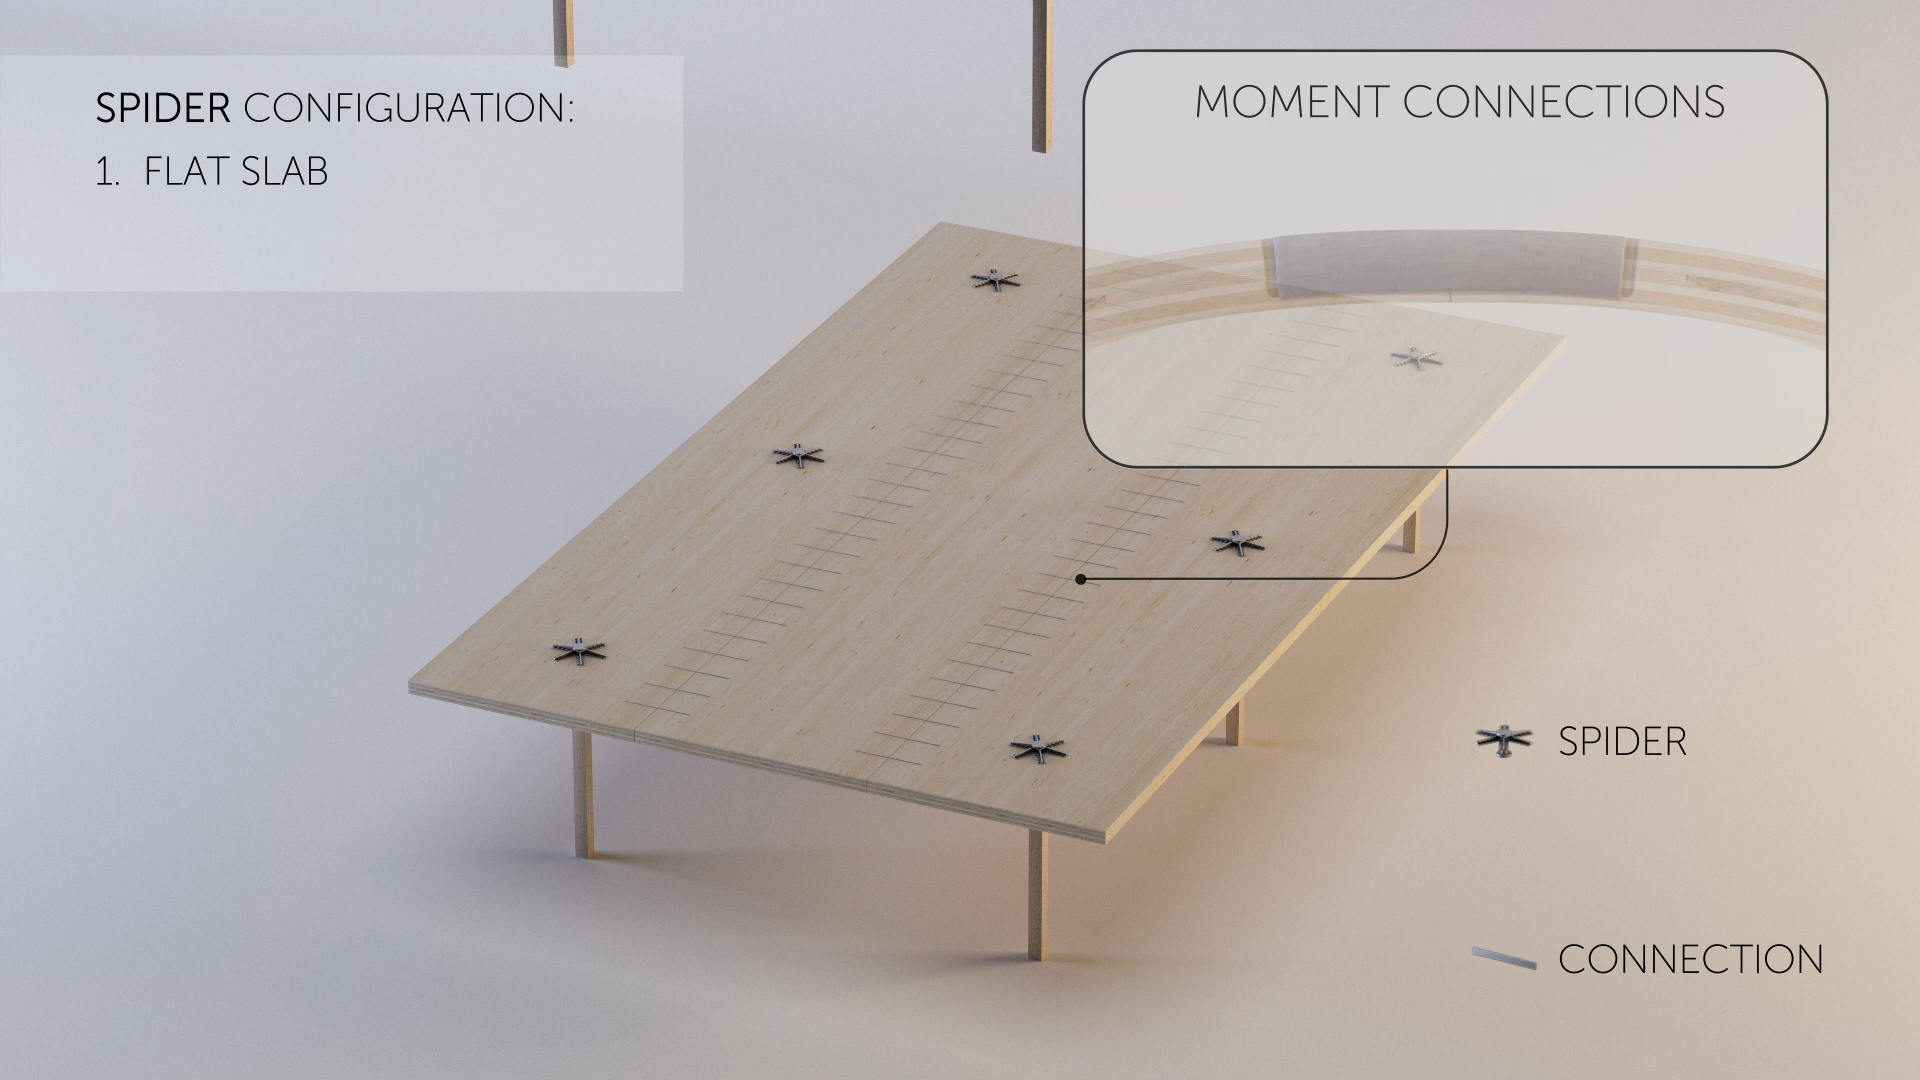 SPIDER CONFIGURATION:
1. FLAT SLAB
MOMENT CONNECTIONS
SPIDER
CONNECTION